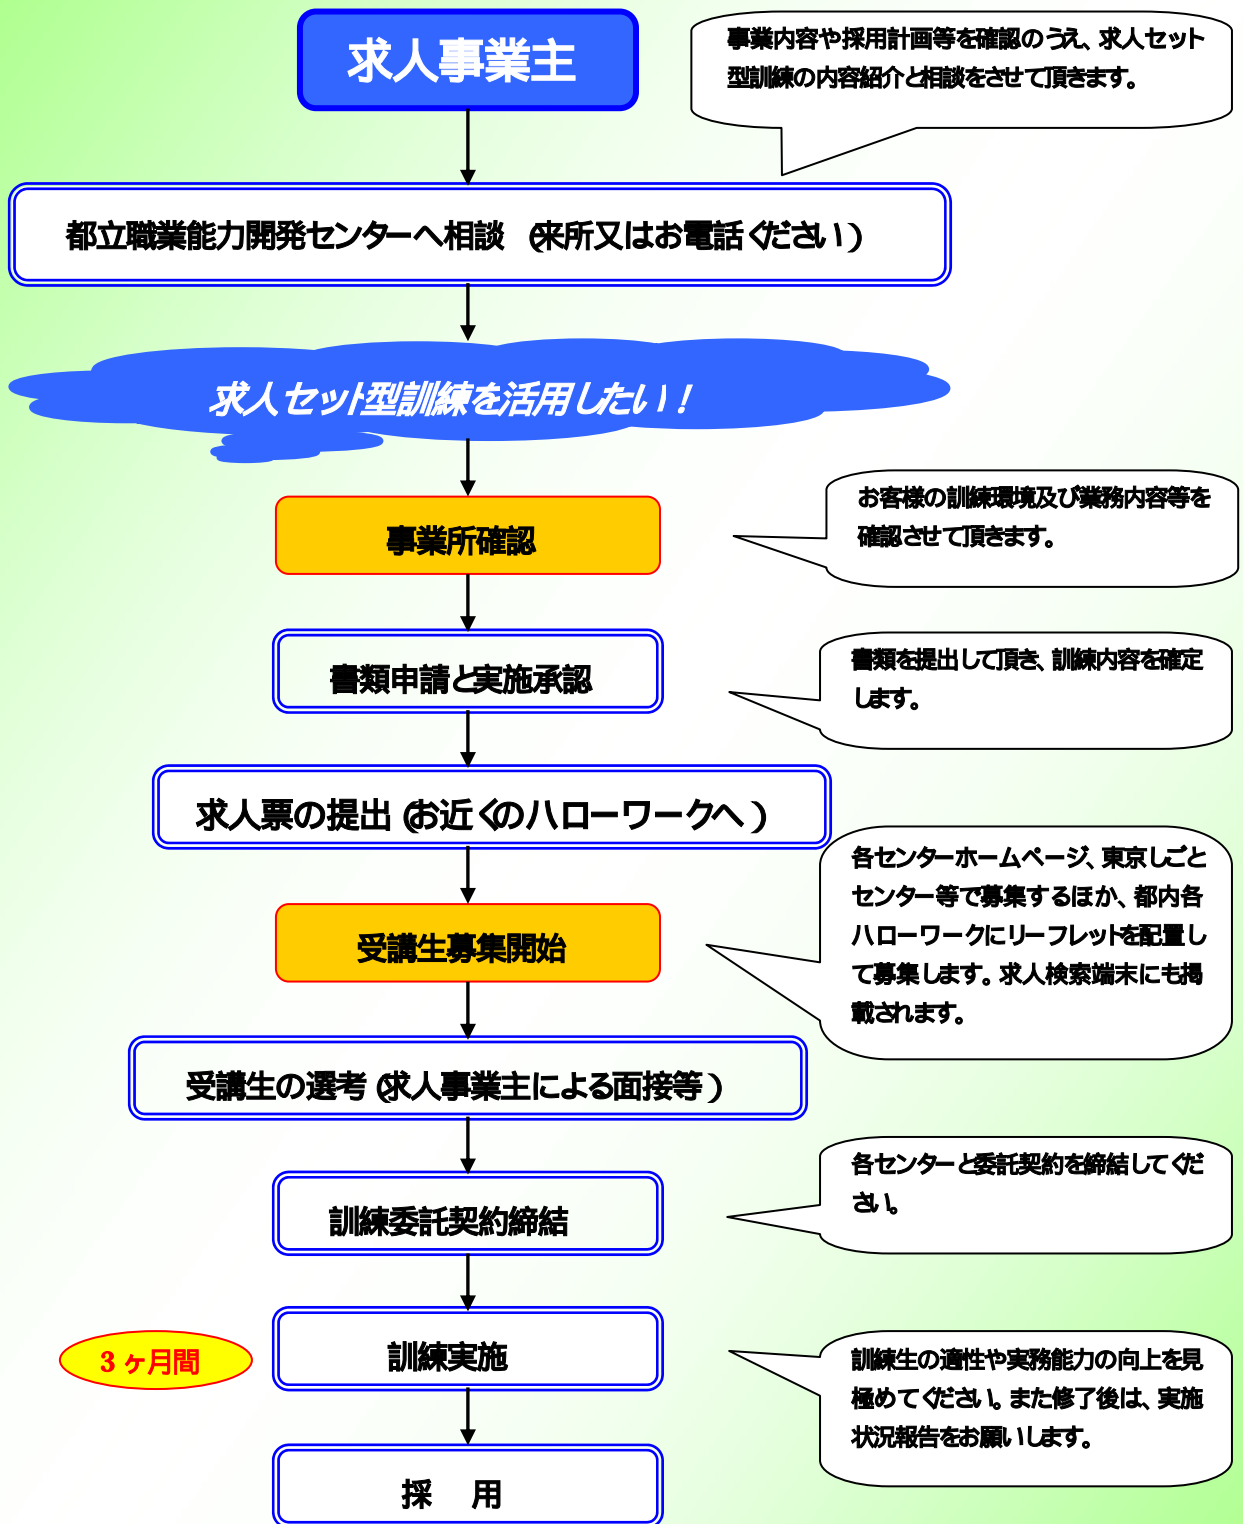 求人事業主
事業内容や採用計画等を確認のうえ、求人セット
型訓練の内容紹介と相談をさせて頂きます。
都立職業能力開発センターへ相談（来所又はお電話ください）
求人セット型訓練を活用したい！
事業所確認
お客様の訓練環境及び業務内容等を
確認させて頂きます。
書類申請と実施承認
書類を提出して頂き、訓練内容を確定
します。
求人票の提出（お近くのハローワークへ）
受講生募集開始
各センターホームページ、東京しごと
センター等で募集するほか、都内各
ハローワークにリーフレットを配置し
て募集します。求人検索端末にも掲
載されます。
受講生の選考（求人事業主による面接等）
訓練委託契約締結
各センターと委託契約を締結してくだ
さい。
3ヶ月間
訓練実施
訓練生の適性や実務能力の向上を見
極めてください。また修了後は、実施
状況報告をお願いします。
採　用